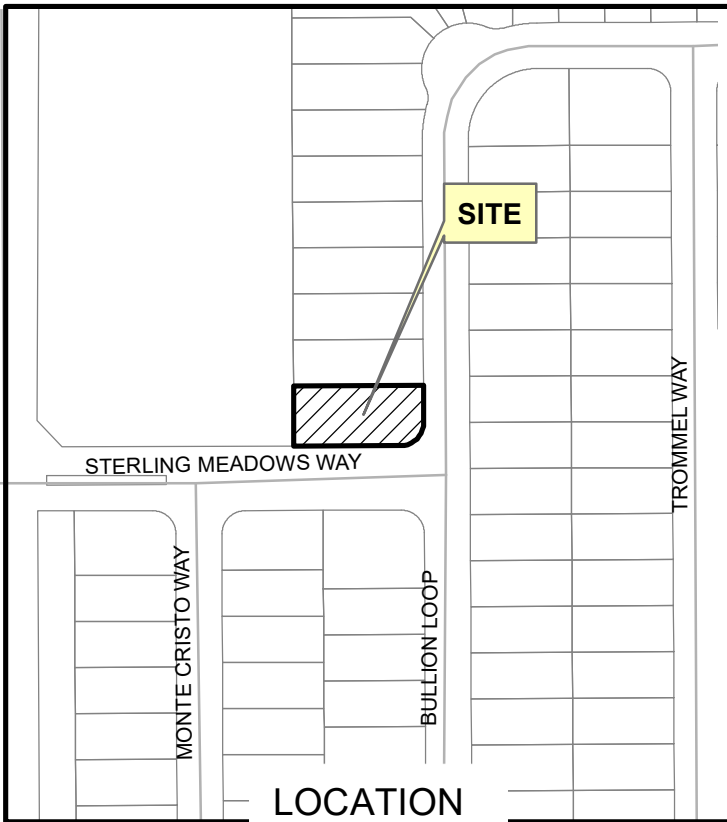 SITE
STERLING MEADOWS WAY
TROMMEL WAY
MONTE CRISTO WAY
BULLION LOOP
LOCATION